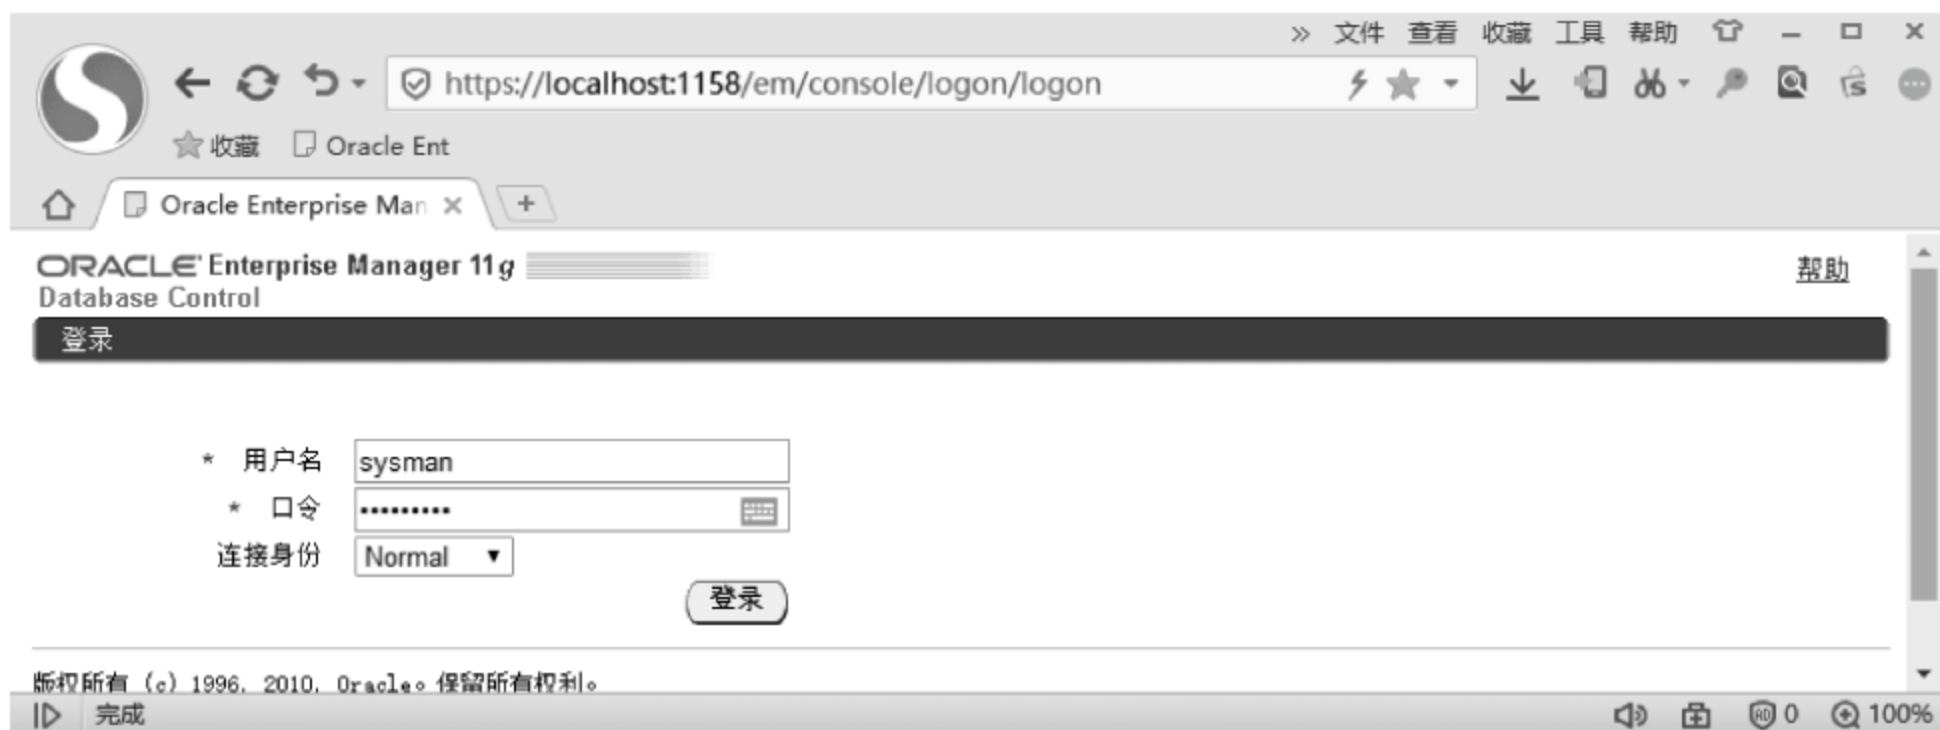 » 文件 查看 收藏 工具 帮助
https://localhost:1158/em/console/logon/logon
收藏 Oracle Ent
Oracle Enterprise Man
ORACLE Enterprise Manager 11g
Database Control
帮助
登录
* 用户名 sysman
* 口令 •••••••••
连接身份 Normal
登录
版权所有 (c) 1996, 2010, Oracle。保留所有权利。
完成 0 100%